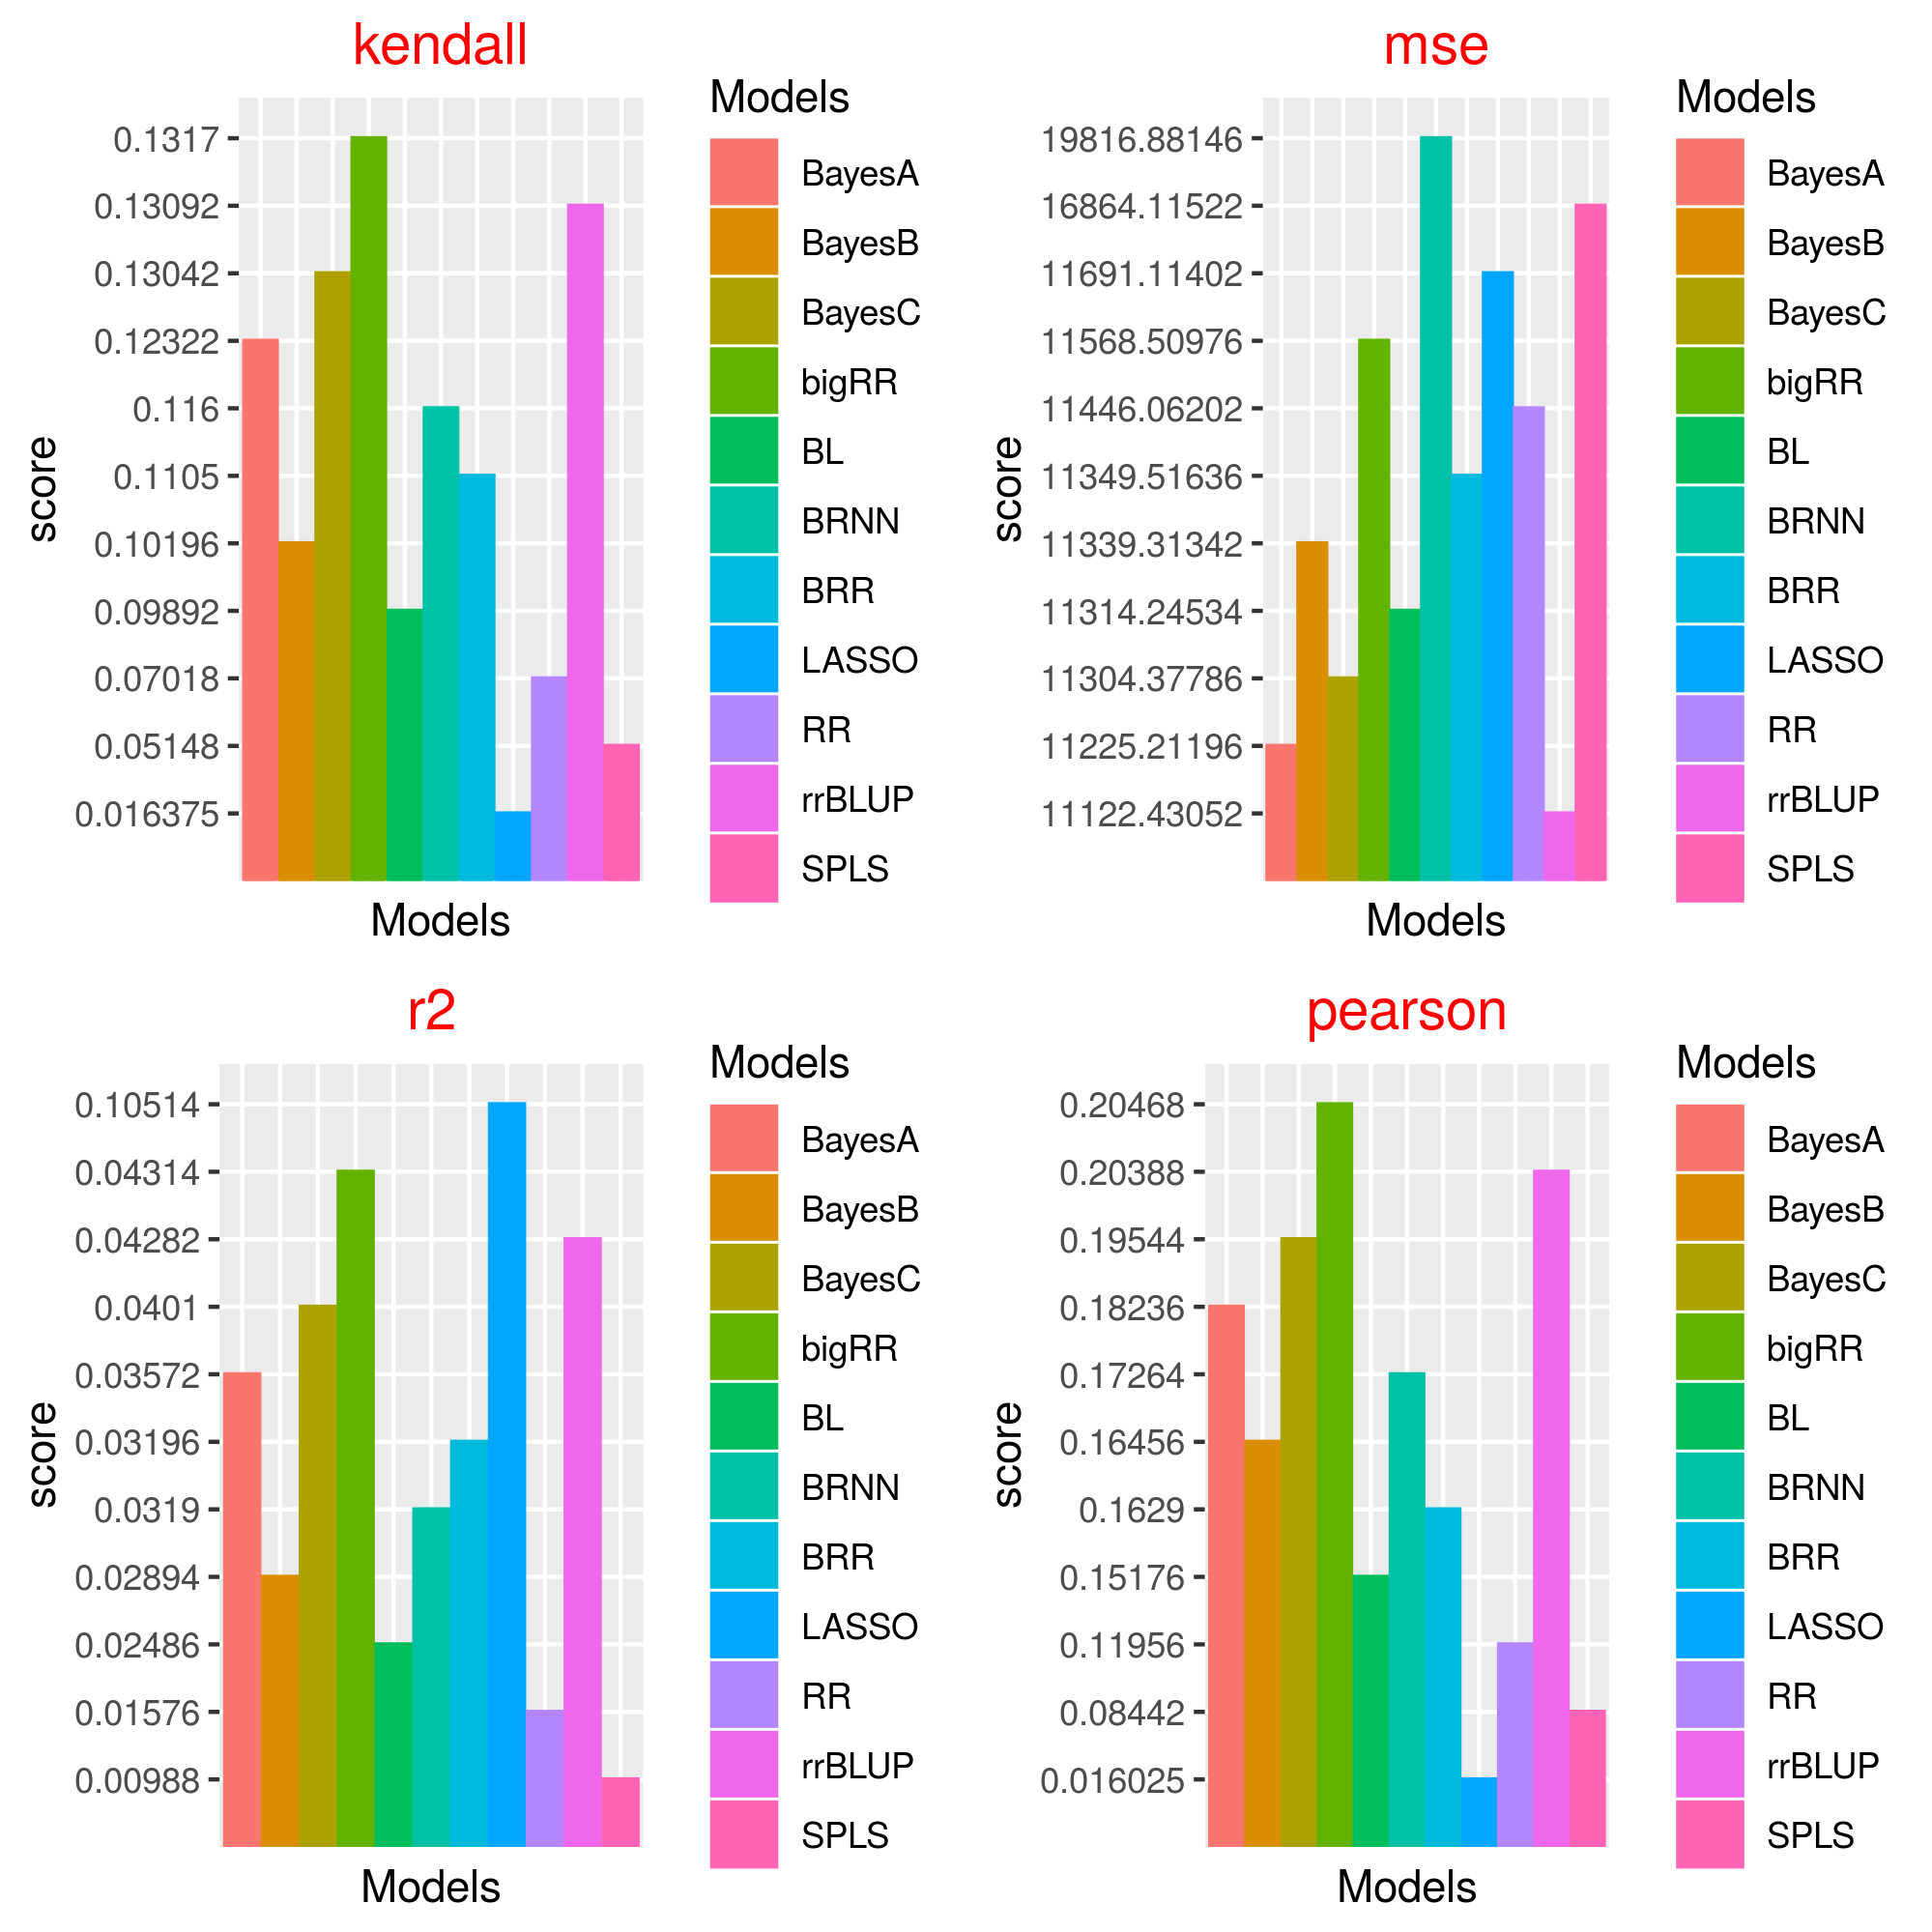 kendall
0.1317
0.13092
0.13042
0.12322
0.116
0.1105
0.10196
0.09892
0.07018
0.05148
0.016375
score
Models
Models
BayesA
BayesB
BayesC
bigRR
BL
BRNN
BRR
LASSO
RR
rrBLUP
SPLS
mse
19816.88146
16864.11522
11691.11402
11568.50976
11446.06202
11349.51636
11339.31342
11314.24534
11304.37786
11225.21196
11122.43052
score
Models
Models
BayesA
BayesB
BayesC
bigRR
BL
BRNN
BRR
LASSO
RR
rrBLUP
SPLS
r2
0.10514
0.04314
0.04282
0.0401
0.03572
0.03196
0.0319
0.02894
0.02486
0.01576
0.00988
score
Models
Models
BayesA
BayesB
BayesC
bigRR
BL
BRNN
BRR
LASSO
RR
rrBLUP
SPLS
pearson
0.20468
0.20388
0.19544
0.18236
0.17264
0.16456
0.1629
0.15176
0.11956
0.08442
0.016025
score
Models
Models
BayesA
BayesB
BayesC
bigRR
BL
BRNN
BRR
LASSO
RR
rrBLUP
SPLS